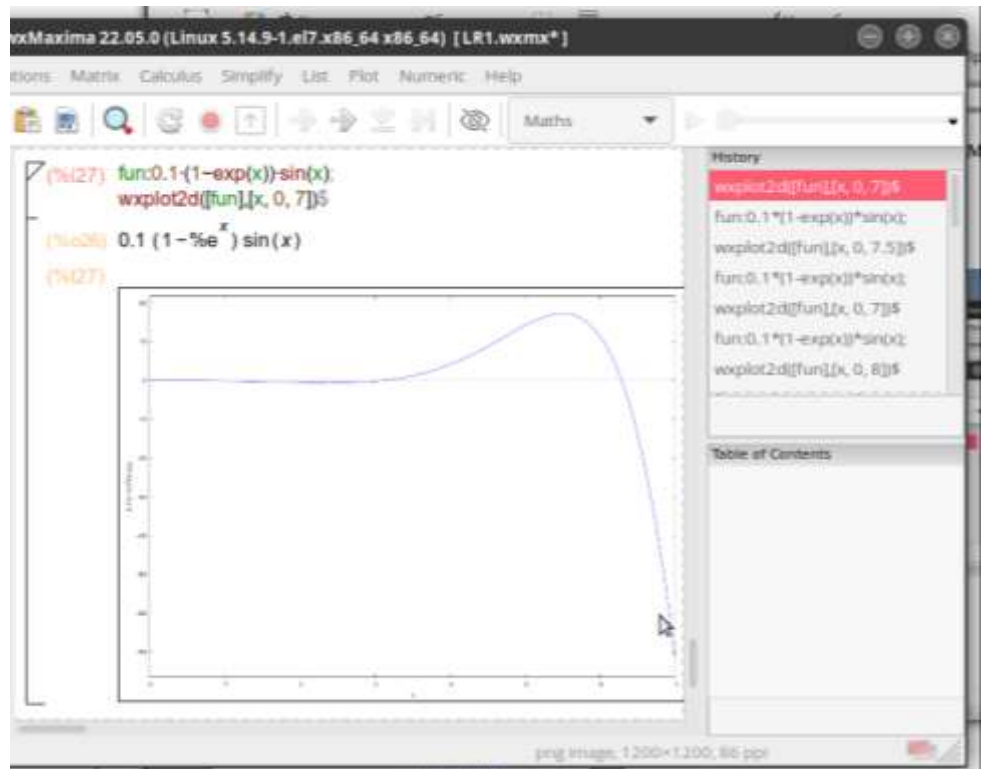 wxMaxima 22.05.0 (Linux 5.14.9-1.el7.x86_64 x86_64) [LR1.wxmx*]
tions Matrix Calculus Simplify List Plot Numeric Help
Maths
(%i27) fun:0.1·(1−exp(x))·sin(x);
wxplot2d([fun],[x, 0, 7])$
(%o26) 0.1 (1−%e^x) sin(x)
(%t27)
History
wxplot2d([fun],[x, 0, 7])$
fun:0.1*(1-exp(x))*sin(x);
wxplot2d([fun],[x, 0, 7.5])$
fun:0.1*(1-exp(x))*sin(x);
wxplot2d([fun],[x, 0, 7])$
fun:0.1*(1-exp(x))*sin(x);
wxplot2d([fun],[x, 0, 8])$
Table of Contents
png image, 1200×1200, 86 ppi